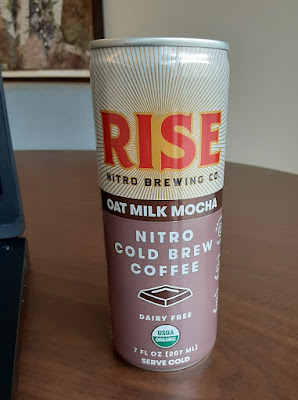 RISE
NITRO BREWING CO.
OAT MILK MOCHA
NITRO
COLD BREW
COFFEE
DAIRY FREE
USDA
ORGANIC
7 FL OZ (207 ML)
SERVE COLD